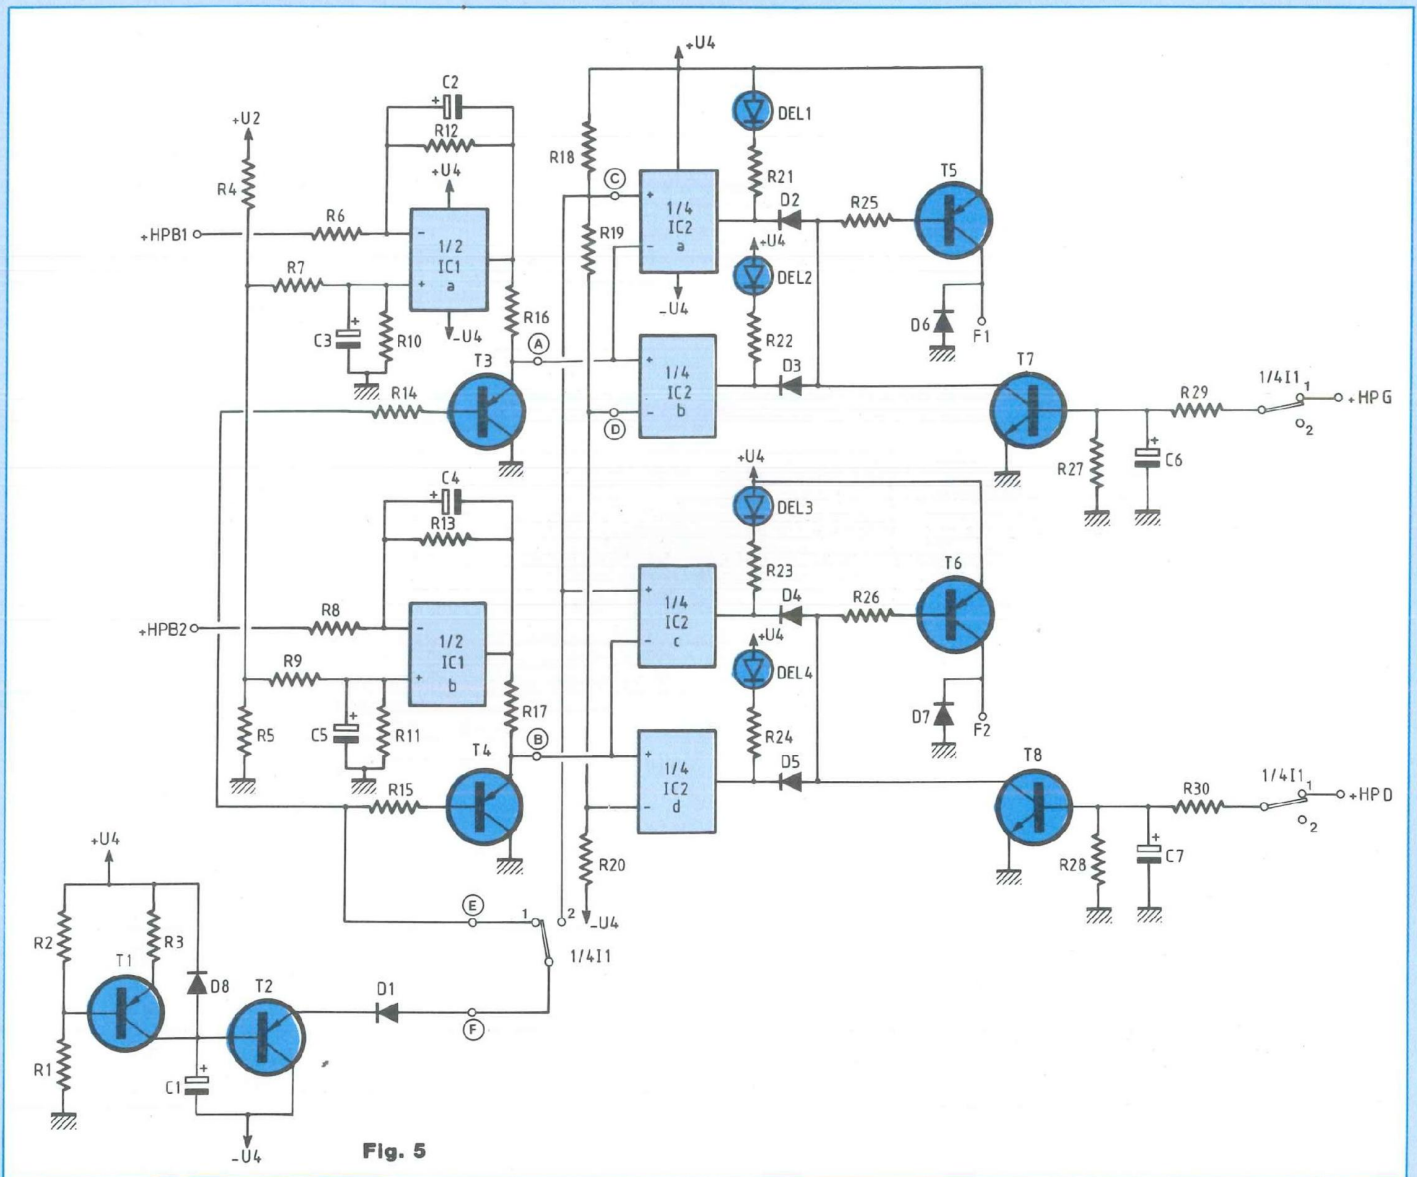 +U4
C2
DEL1
+U2
R12
R18
R4
+U4
C
R21
T5
R6
+
1/4
IC2
a
-
D2
R25
+HPB1
-
1/2
IC1
a
+
R19
+U4
DEL2
R7
-U4
R16
D6
F1
C3
R10
-U4
A
R22
T3
+
1/4
IC2
b
-
D3
T7
1/4I1
R14
D
R29
1
+HPG
2
R27
C6
C4
+U4
R13
DEL3
R23
T6
R8
+
1/4
IC2
c
-
D4
R26
+HPB2
-
1/2
IC1
b
+
+U4
DEL4
R9
R17
D7
F2
R5
C5
R11
B
R24
T4
+
1/4
IC2
d
-
D5
T8
1/4I1
R15
R30
1
+HPD
2
+U4
R20
R28
C7
E
1
2
-U4
R2
R3
1/4I1
T1
D8
T2
D1
F
R1
C1
-U4
Fig. 5